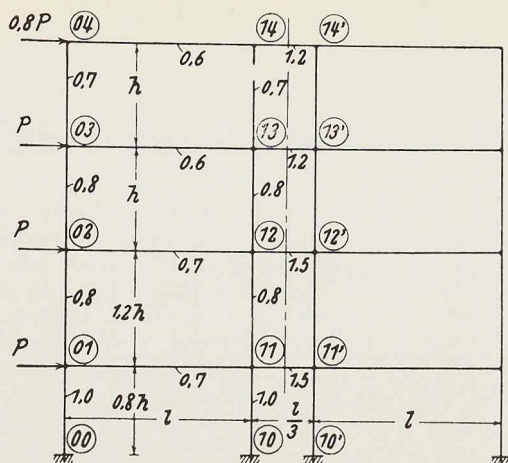 0,8P 04 14 14'
0,6 1,2
0,7 h 0,7
P 03 13 13'
0,6 1,2
0,8 h 0,8
P 02 12 12'
0,7 1,5
0,8 1,2h 0,8
P 01 11 11'
0,7 1,5
1,0 0,8h 1,0
l l/3 l
00 10 10'